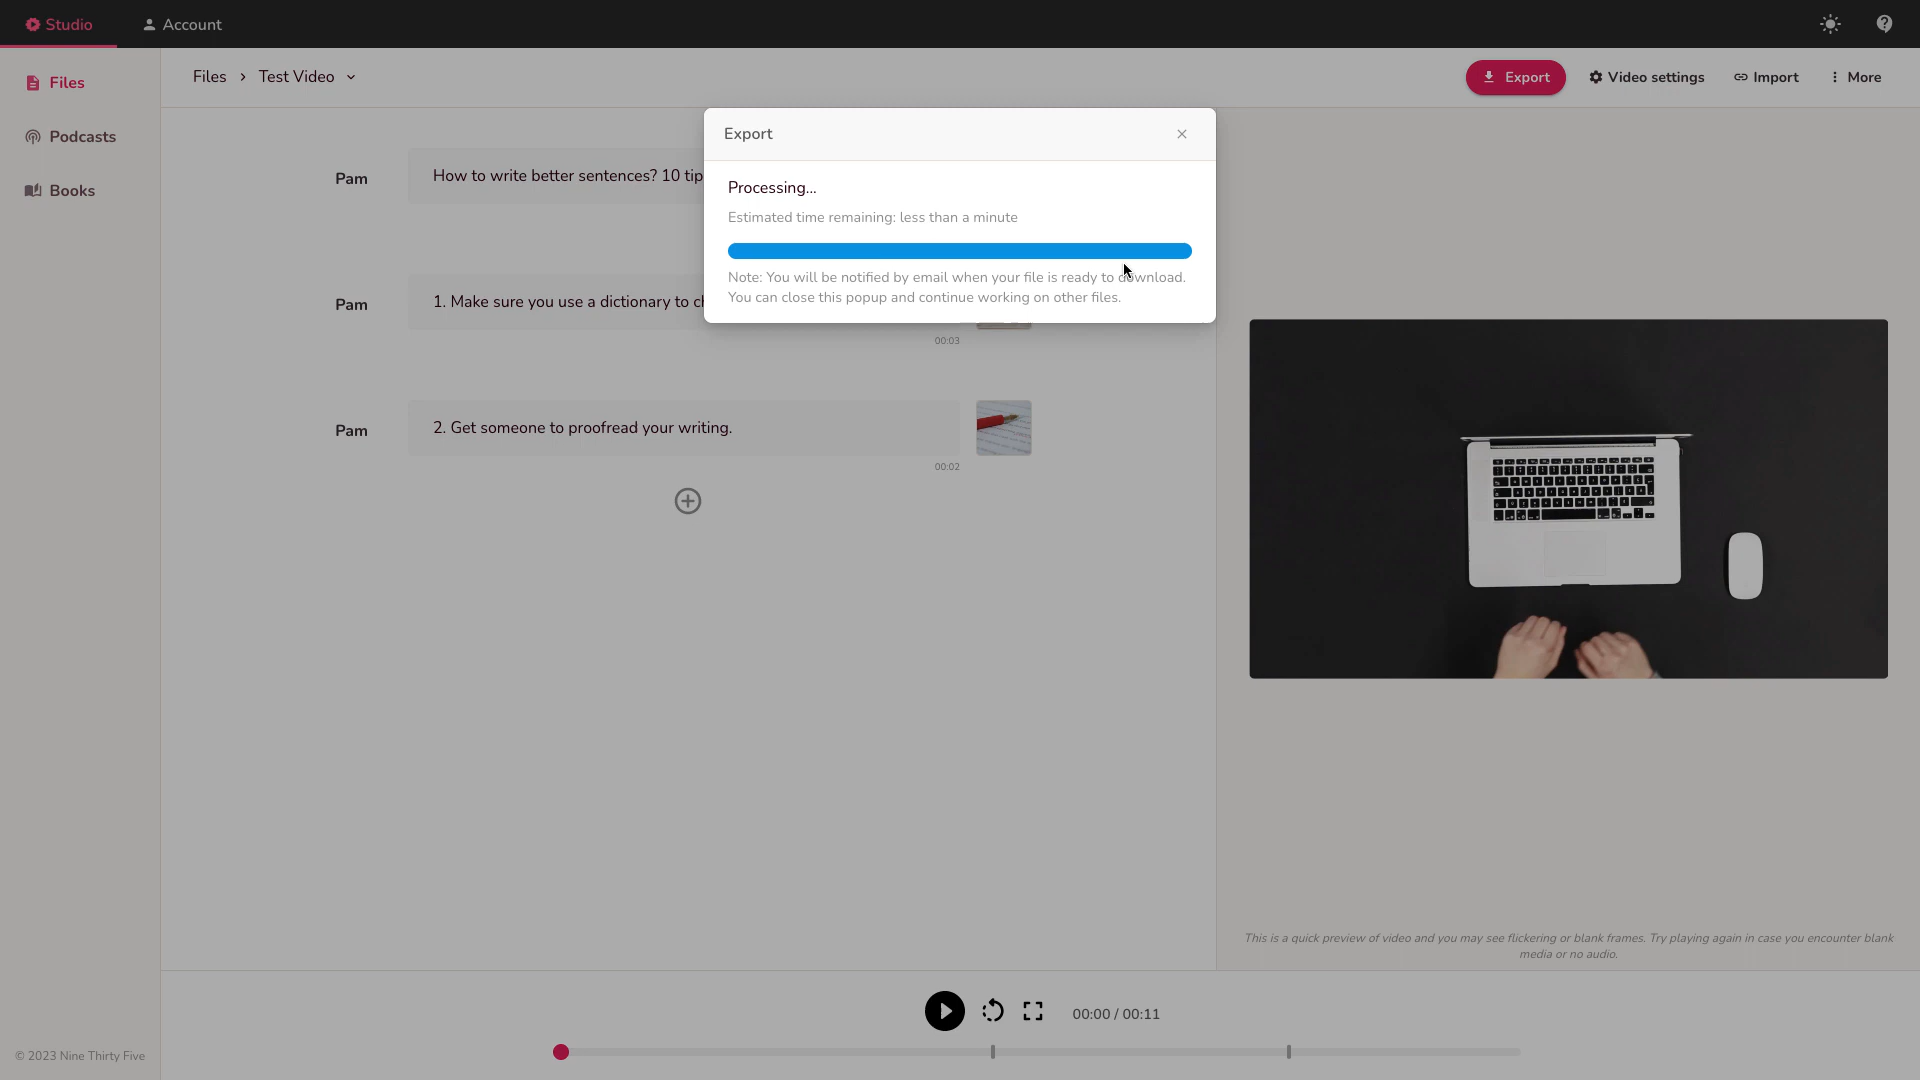 Studio
Account
Files
Podcasts
Books
Files
Test Video
Export
Video settings
Import
More
Export
Processing...
Estimated time remaining: less than a minute
Note: You will be notified by email when your file is ready to download.
You can close this popup and continue working on other files.
Pam
How to write better sentences? 10 tip
Pam
1. Make sure you use a dictionary to
00:03
Pam
2. Get someone to proofread your writing.
00:02
This is a quick preview of video and you may see flickering or blank frames. Try playing again in case you encounter blank
media or no audio.
00:00 / 00:11
© 2023 Nine Thirty Five